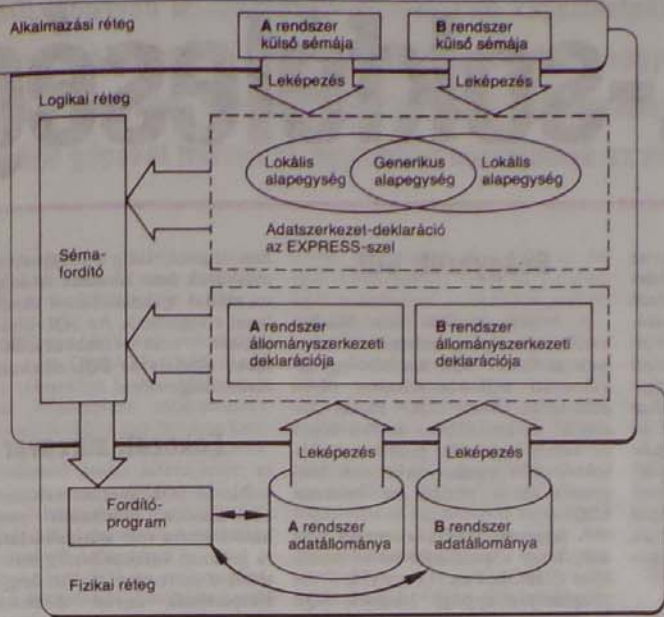 Alkalmazási réteg
A rendszer
külső sémája
B rendszer
külső sémája
Leképezés
Leképezés
Logikai réteg
Lokális
alapegység
Generikus
alapegység
Lokális
alapegység
Adatszerkezet-deklaráció
az EXPRESS-szel
Séma-
fordító
A rendszer
állományszerkezeti
deklarációja
B rendszer
állományszerkezeti
deklarációja
Leképezés
Leképezés
Fordító-
program
A rendszer
adatállománya
B rendszer
adatállománya
Fizikai réteg